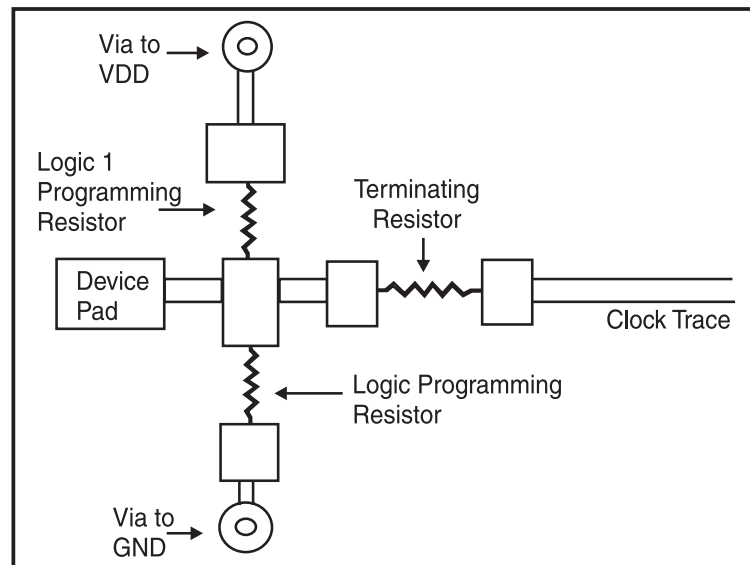 Via to
VDD
Logic 1
Programming
Resistor
Terminating
Resistor
Device
Pad
Clock Trace
Logic Programming
Resistor
Via to
GND